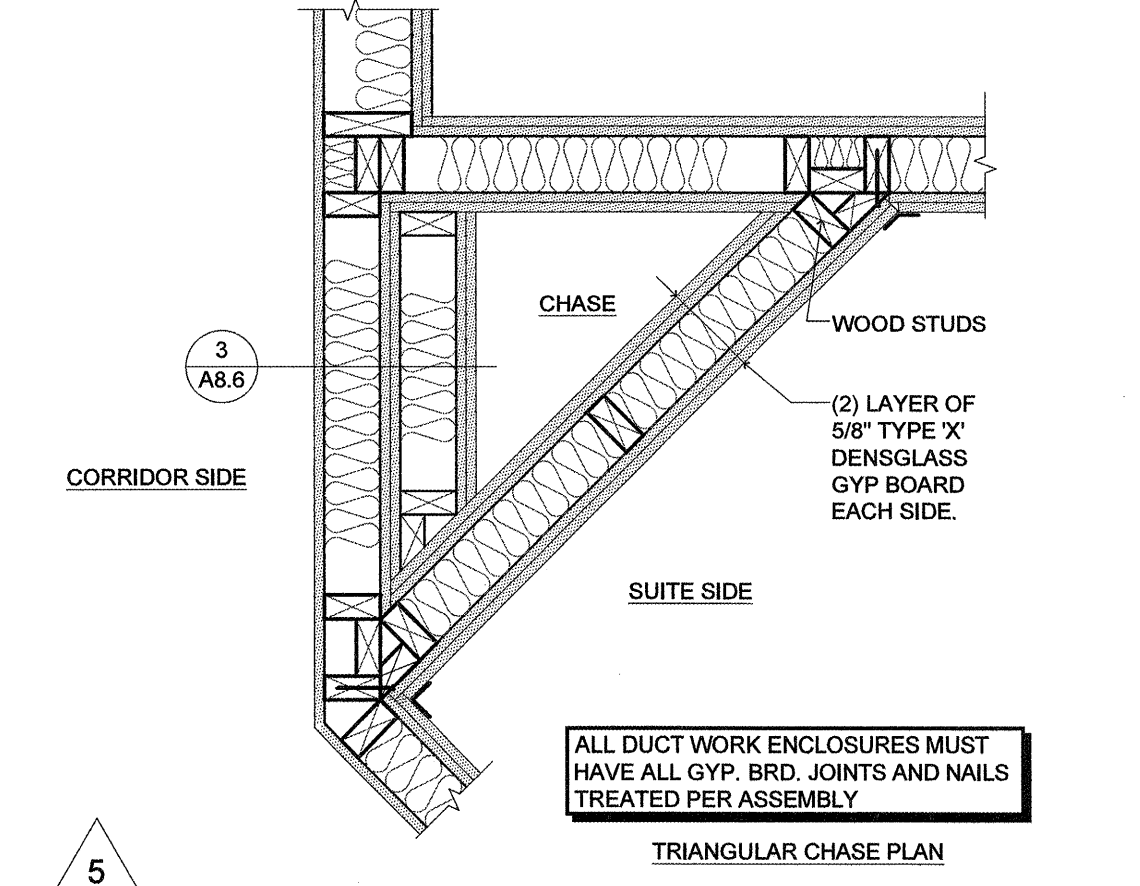 CHASE
WOOD STUDS
3
A8.6
(2) LAYER OF
5/8" TYPE 'X'
DENSGLASS
GYP BOARD
EACH SIDE.
CORRIDOR SIDE
SUITE SIDE
ALL DUCT WORK ENCLOSURES MUST
HAVE ALL GYP. BRD. JOINTS AND NAILS
TREATED PER ASSEMBLY
TRIANGULAR CHASE PLAN
5